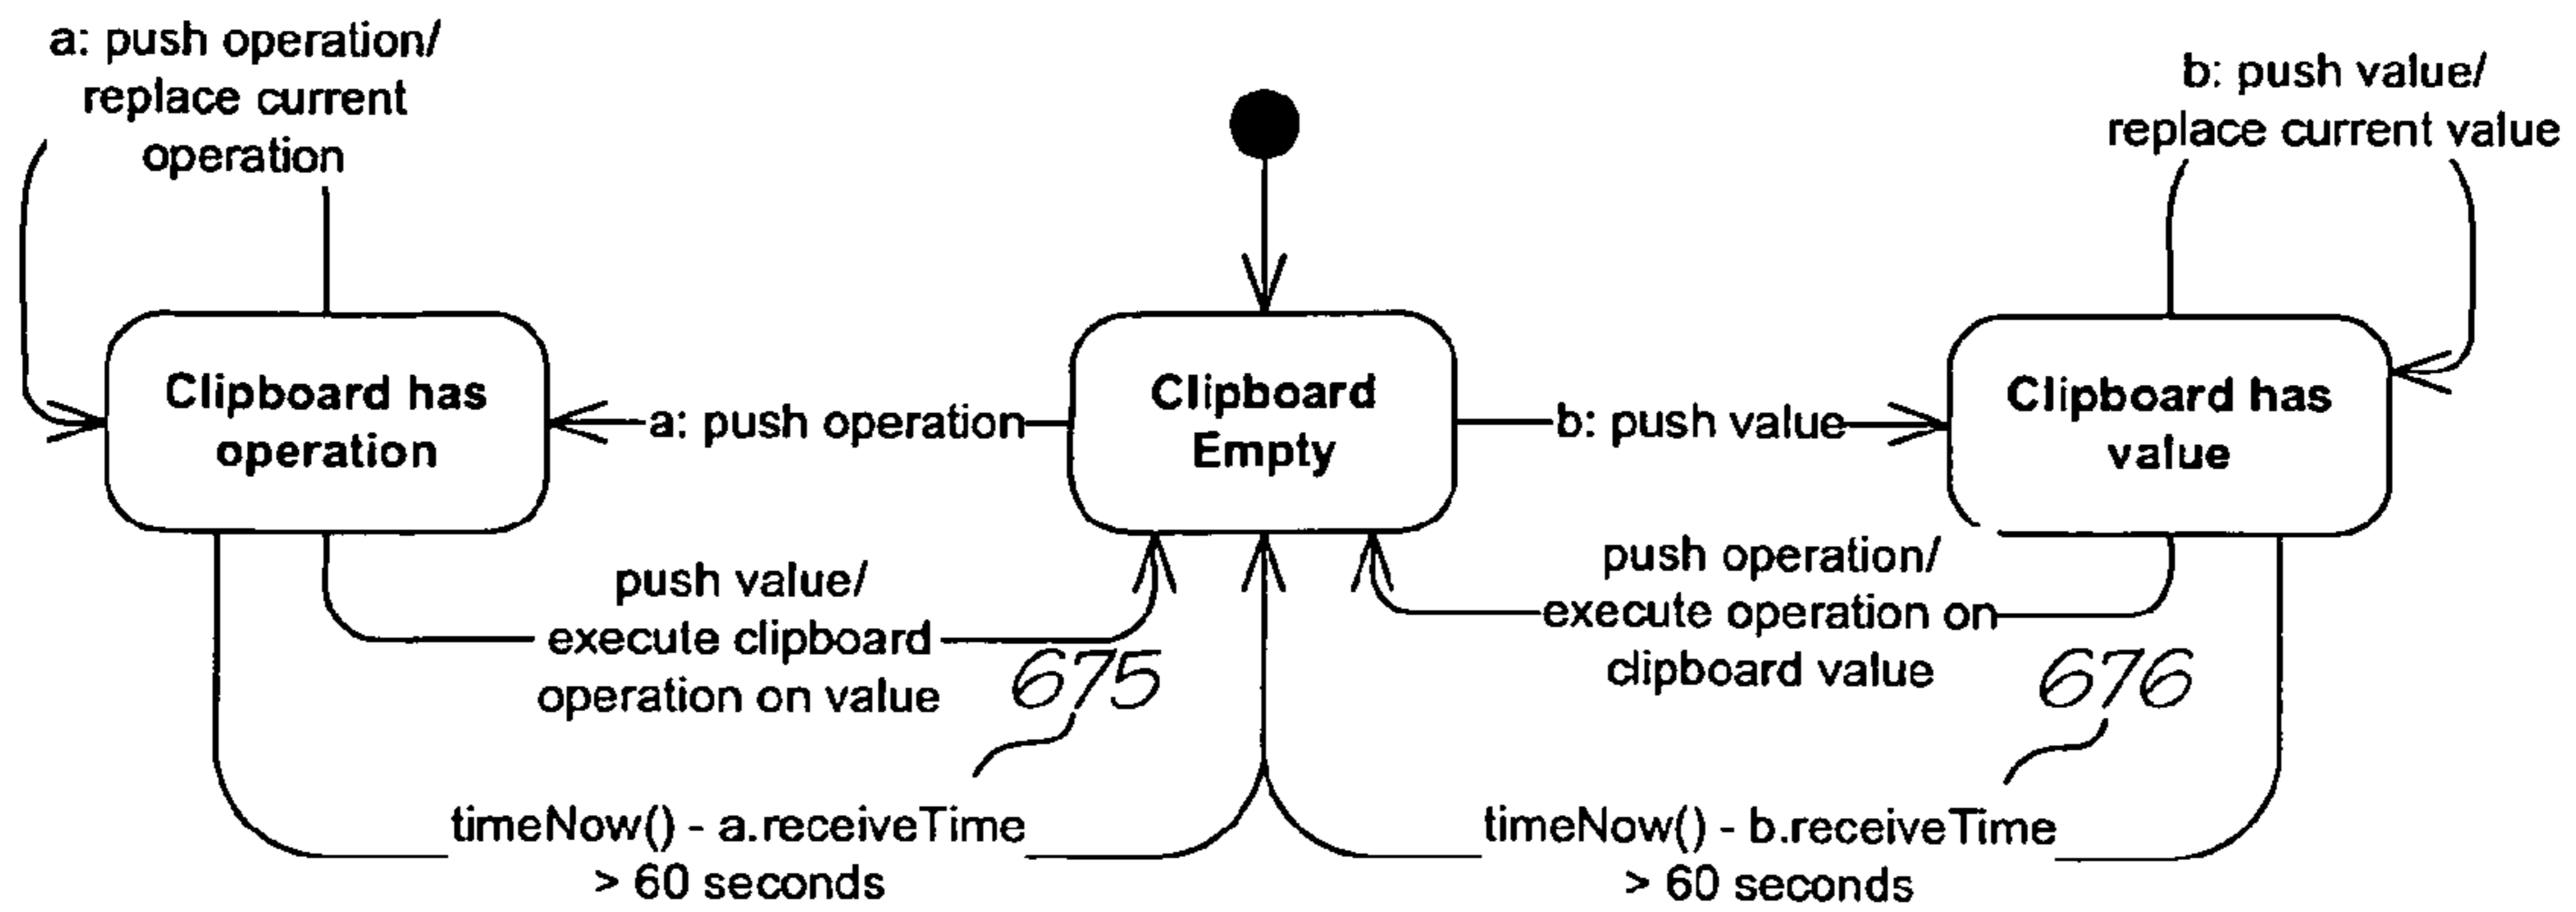 a: push operation/
replace current
operation
b: push value/
replace current value
Clipboard has
operation
a: push operation
Clipboard
Empty
b: push value
Clipboard has
value
push value/
execute clipboard
operation on value
675
push operation/
execute operation on
clipboard value
676
timeNow() - a.receiveTime
> 60 seconds
timeNow() - b.receiveTime
> 60 seconds